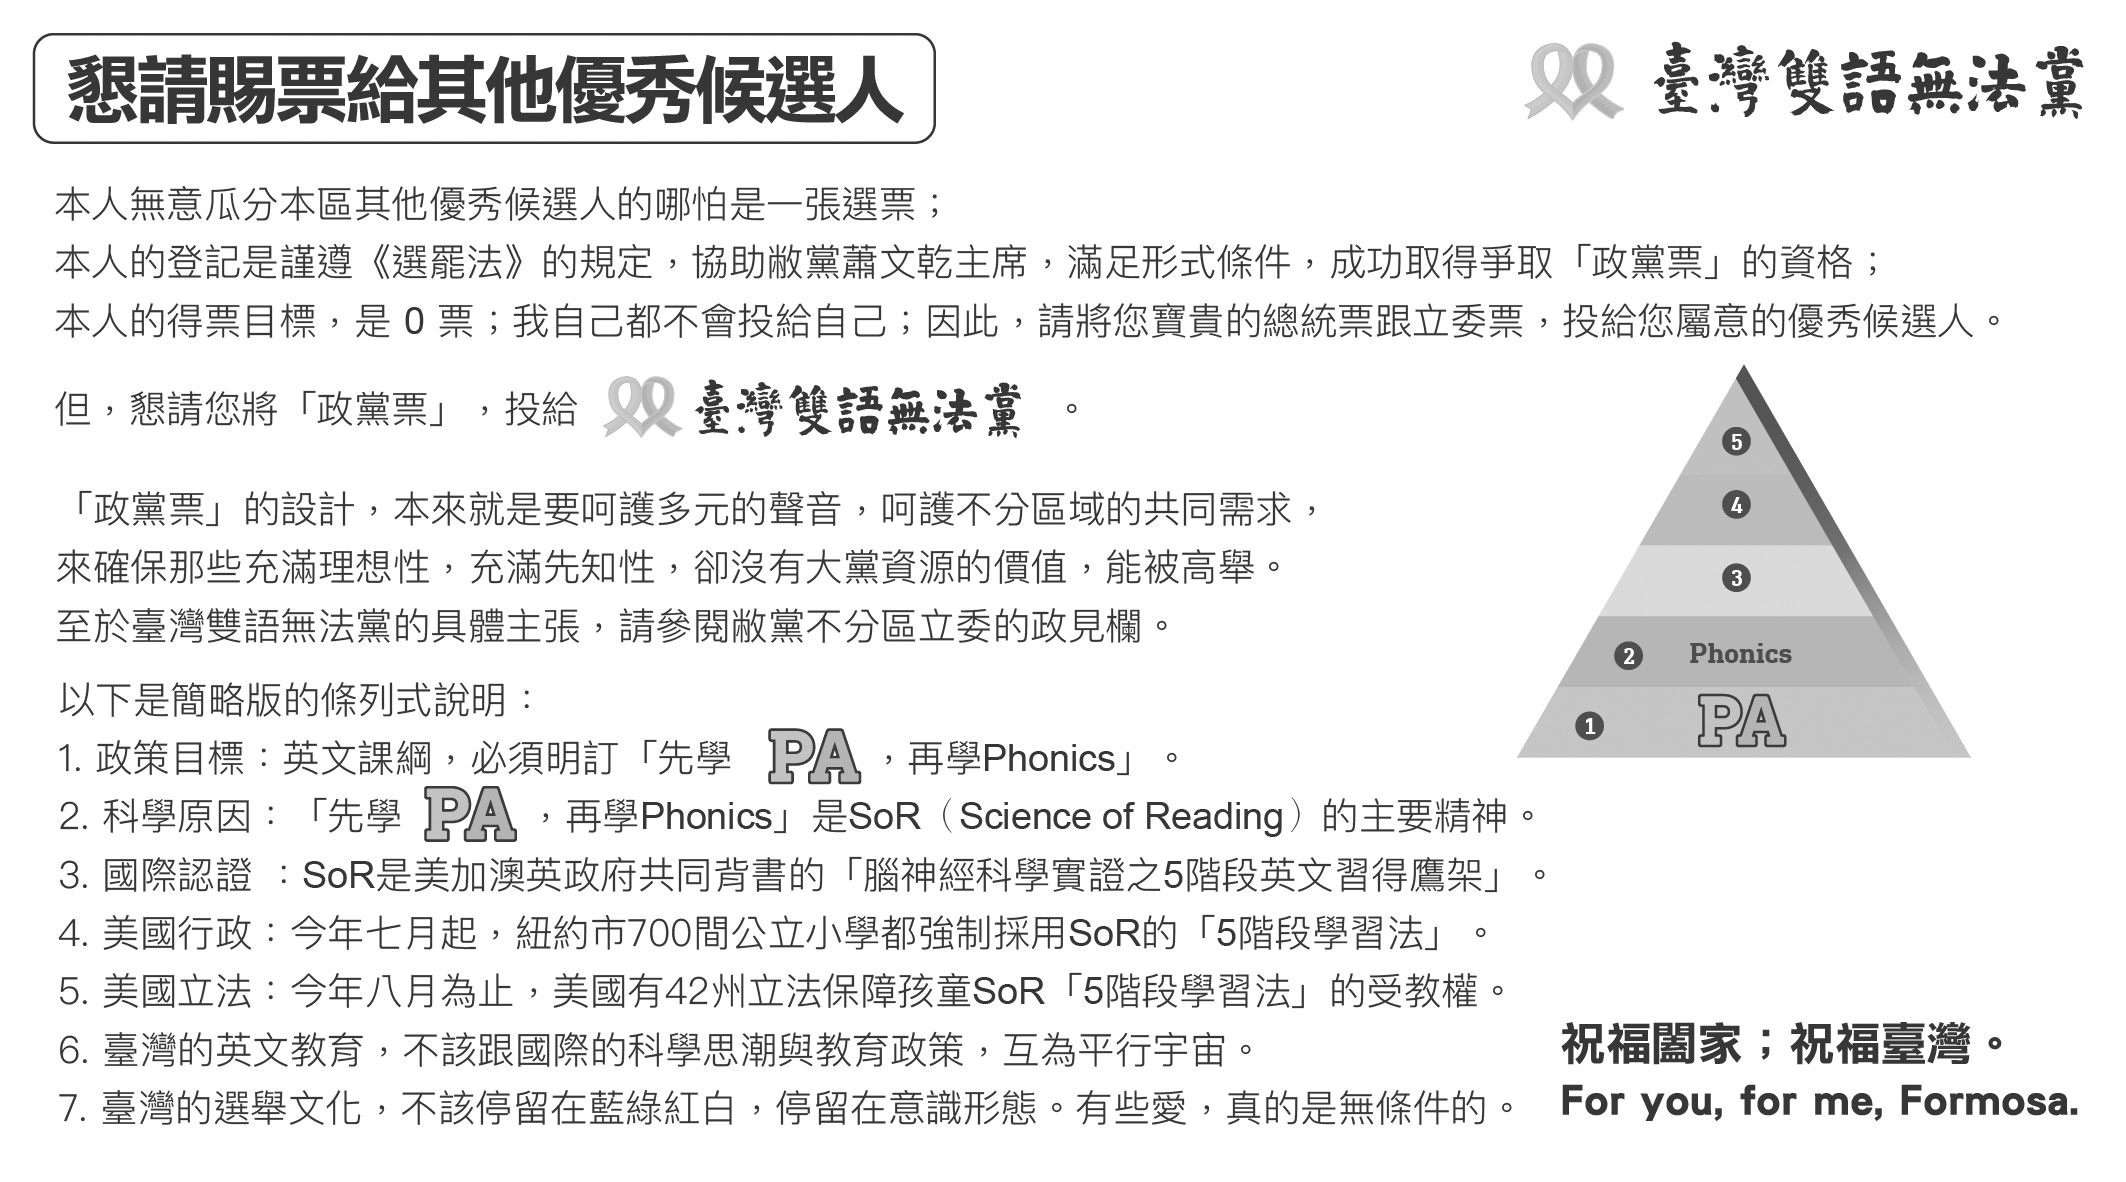 懇請賜票給其他優秀候選人
臺灣雙語無法黨
本人無意瓜分本區其他優秀候選人的哪怕是一張選票；
本人的登記是謹遵《選罷法》的規定，協助敝黨蕭文乾主席，滿足形式條件，成功取得爭取「政黨票」的資格；
本人的得票目標，是 0 票；我自己都不會投給自己；因此，請將您寶貴的總統票跟立委票，投給您屬意的優秀候選人。
但，懇請您將「政黨票」，投給 臺灣雙語無法黨 。
「政黨票」的設計，本來就是要呵護多元的聲音，呵護不分區域的共同需求，
來確保那些充滿理想性，充滿先知性，卻沒有大黨資源的價值，能被高舉。
至於臺灣雙語無法黨的具體主張，請參閱敝黨不分區立委的政見欄。
以下是簡略版的條列式說明：
1. 政策目標：英文課綱，必須明訂「先學 PA ，再學Phonics」。
2. 科學原因：「先學 PA ，再學Phonics」是SoR（Science of Reading）的主要精神。
3. 國際認證 ：SoR是美加澳英政府共同背書的「腦神經科學實證之5階段英文習得鷹架」。
4. 美國行政：今年七月起，紐約市700間公立小學都強制採用SoR的「5階段學習法」。
5. 美國立法：今年八月為止，美國有42州立法保障孩童SoR「5階段學習法」的受教權。
6. 臺灣的英文教育，不該跟國際的科學思潮與教育政策，互為平行宇宙。
7. 臺灣的選舉文化，不該停留在藍綠紅白，停留在意識形態。有些愛，真的是無條件的。
5
4
3
2 Phonics
1 PA
祝福闔家；祝福臺灣。
For you, for me, Formosa.